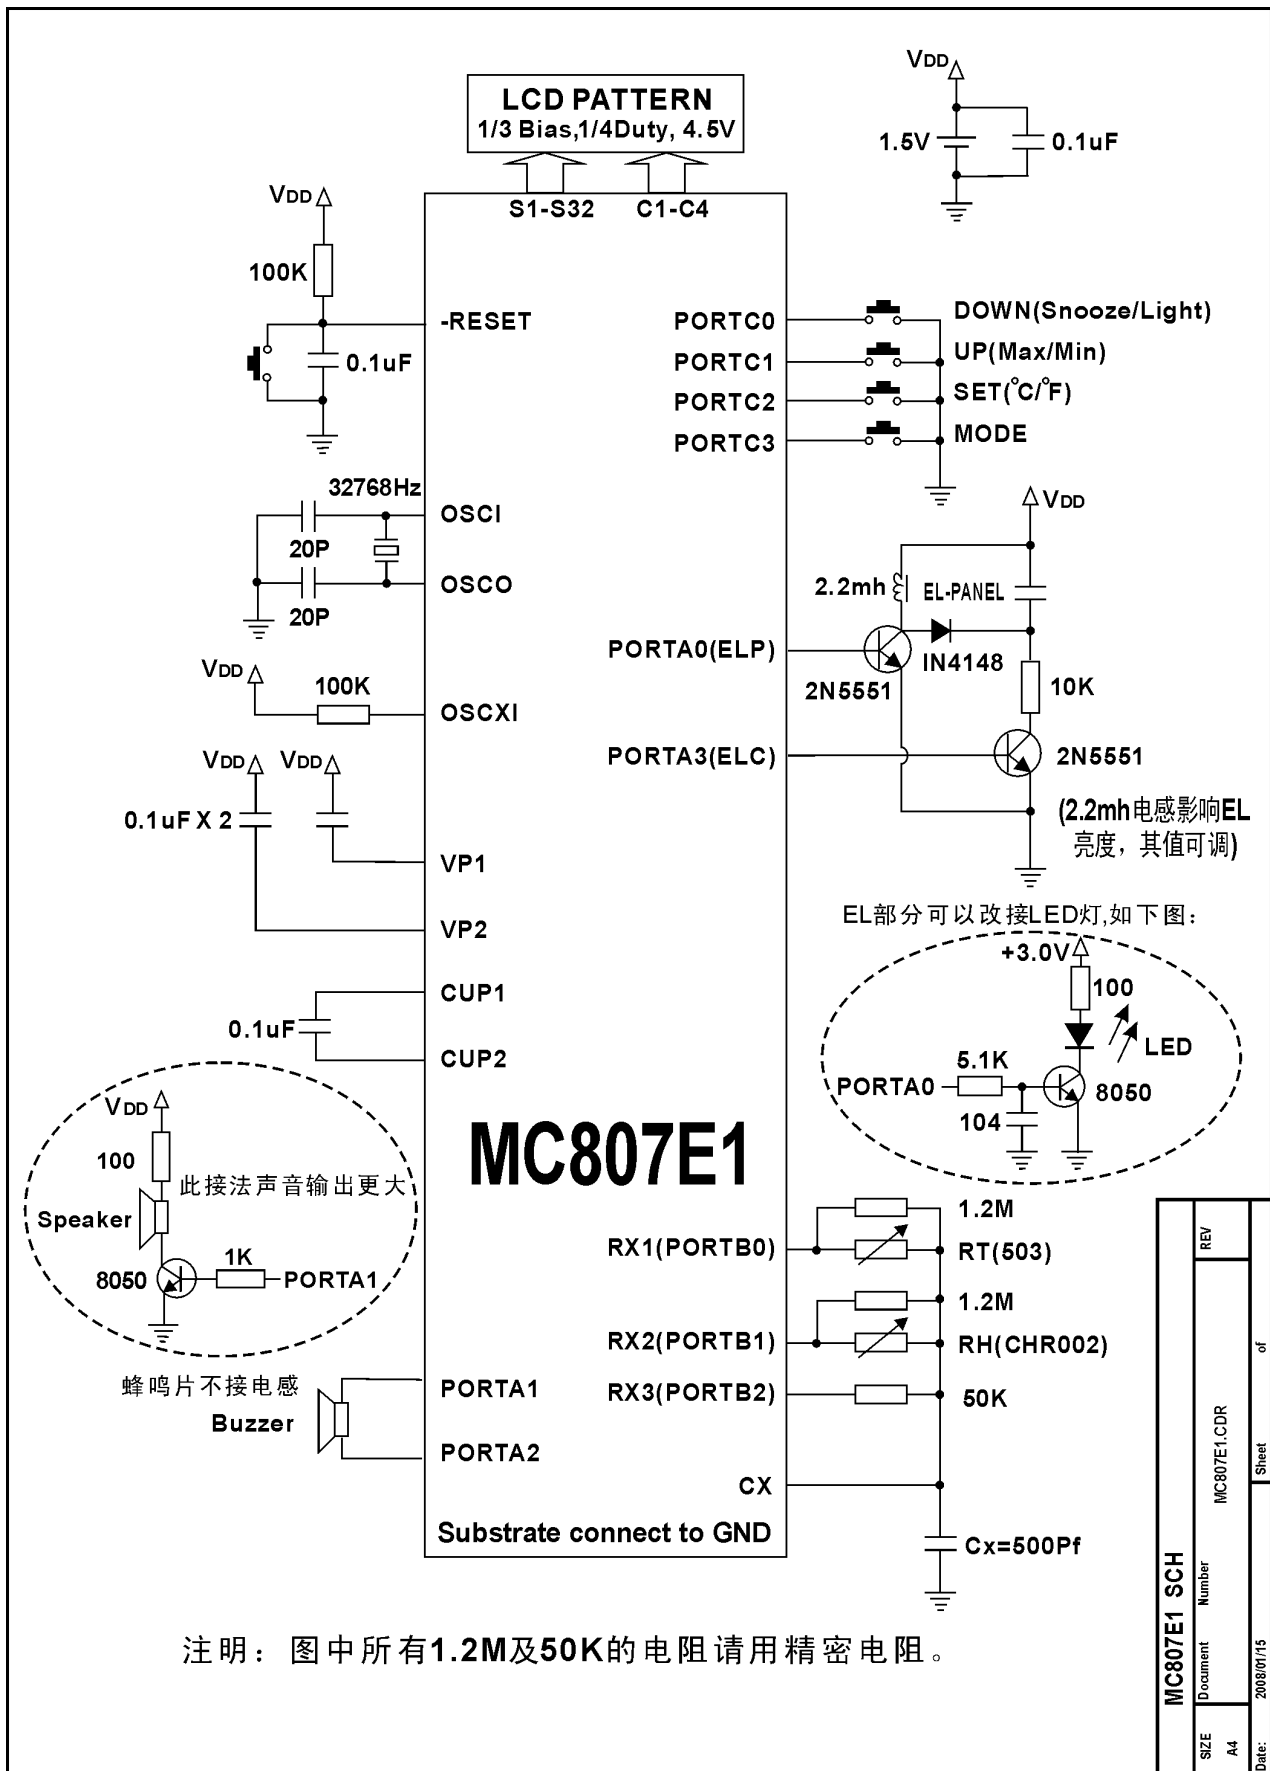 LCD PATTERN
1/3 Bias,1/4Duty, 4.5V
VDD
1.5V
0.1uF
S1-S32
C1-C4
VDD
100K
0.1uF
-RESET
PORTC0
PORTC1
PORTC2
PORTC3
DOWN(Snooze/Light)
UP(Max/Min)
SET(°C/°F)
MODE
32768Hz
OSCI
20P
OSCO
20P
VDD
2.2mh
EL-PANEL
PORTA0(ELP)
IN4148
2N5551
10K
VDD
100K
OSCXI
PORTA3(ELC)
2N5551
(2.2mh电感影响EL
亮度，其值可调)
VDD
VDD
0.1uF X 2
VP1
VP2
EL部分可以改接LED灯,如下图：
+3.0V
100
LED
5.1K
PORTA0
8050
104
CUP1
0.1uF
CUP2
VDD
100
此接法声音输出更大
Speaker
1K
8050
PORTA1
MC807E1
1.2M
RX1(PORTB0)
RT(503)
1.2M
RX2(PORTB1)
RH(CHR002)
RX3(PORTB2)
50K
蜂鸣片不接电感
Buzzer
PORTA1
PORTA2
CX
Substrate connect to GND
Cx=500Pf
注明：图中所有1.2M及50K的电阻请用精密电阻。
MC807E1 SCH
SIZE
A4
Document Number
MC807E1.CDR
REV
Date:
2008/01/15
Sheet
of